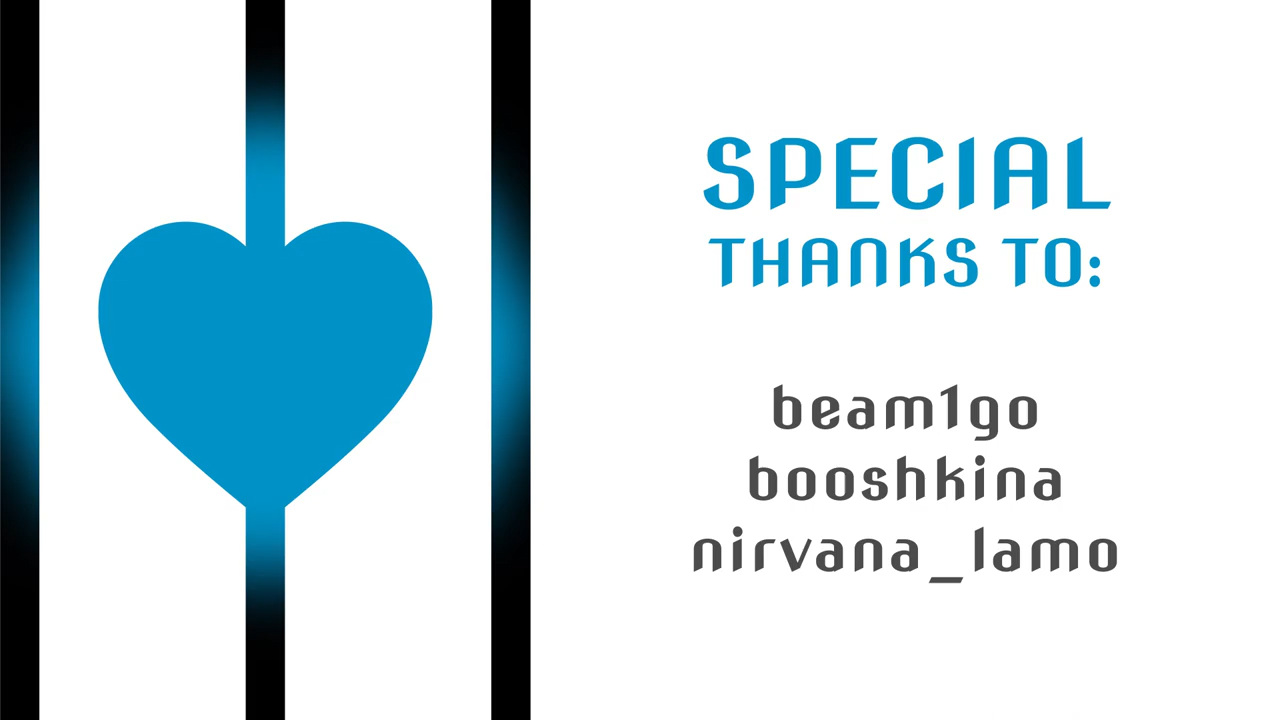 SPECIAL
THANKS TO:
beam1go
booshkina
nirvana_lamo